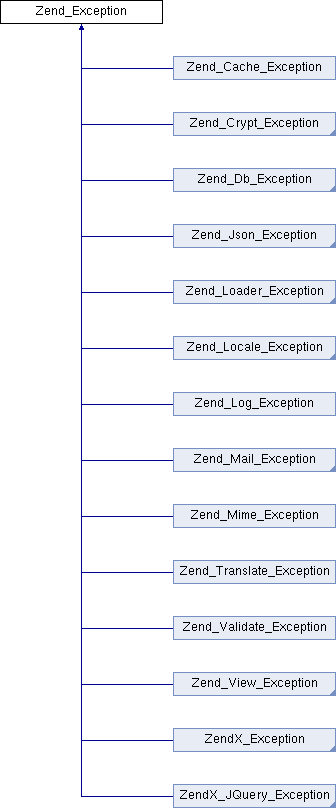 Zend_Exception
Zend_Cache_Exception
Zend_Crypt_Exception
Zend_Db_Exception
Zend_Json_Exception
Zend_Loader_Exception
Zend_Locale_Exception
Zend_Log_Exception
Zend_Mail_Exception
Zend_Mime_Exception
Zend_Translate_Exception
Zend_Validate_Exception
Zend_View_Exception
ZendX_Exception
ZendX_JQuery_Exception